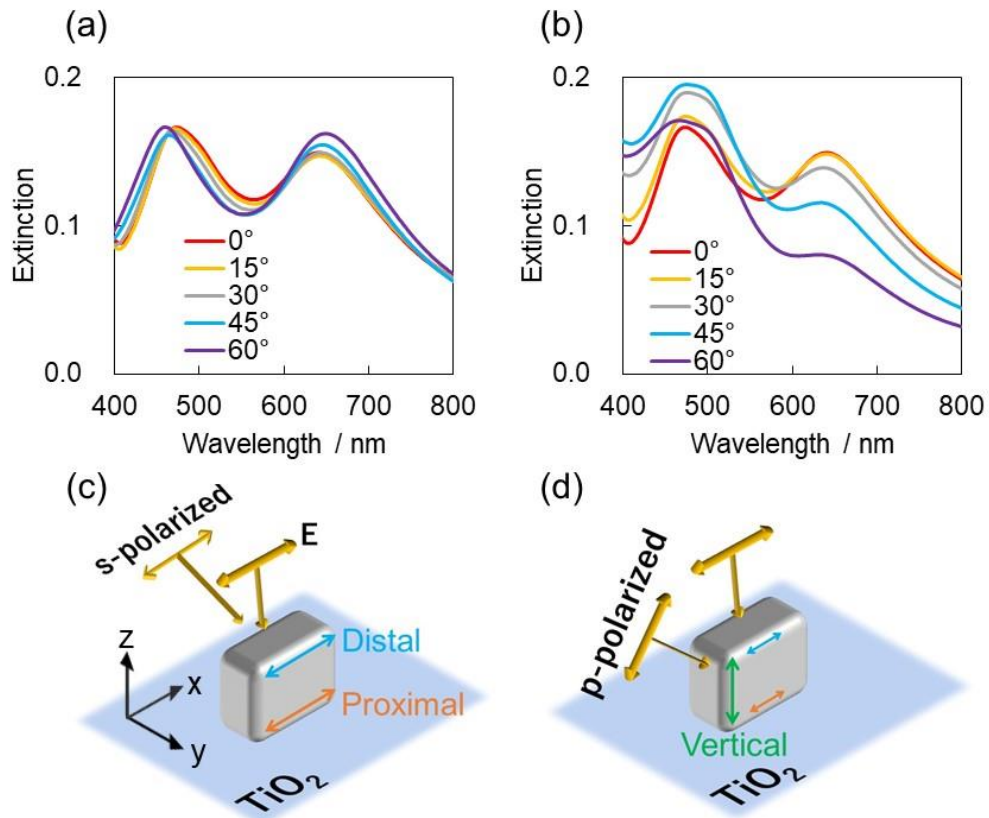 (a)
0.2
0.1
0.0
Extinction
0°
15°
30°
45°
60°
400 500 600 700 800
Wavelength / nm
(b)
0.2
0.1
0.0
Extinction
0°
15°
30°
45°
60°
400 500 600 700 800
Wavelength / nm
(c)
s-polarized
E
Distal
Proximal
z
x
y
TiO₂
(d)
p-polarized
Vertical
TiO₂